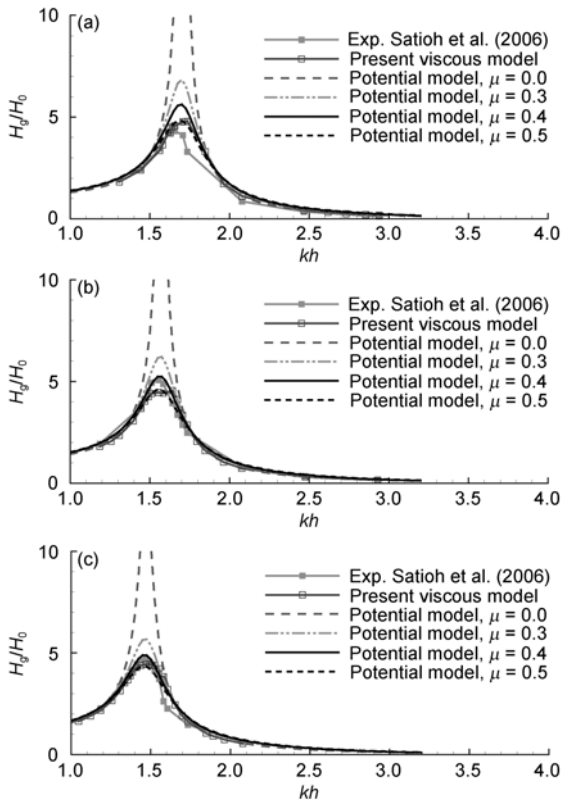 (a)
10
5
0
Hg/H0
Exp. Satioh et al. (2006)
Present viscous model
Potential model, μ = 0.0
Potential model, μ = 0.3
Potential model, μ = 0.4
Potential model, μ = 0.5
1.0 1.5 2.0 2.5 3.0 3.5 4.0
kh
(b)
10
5
0
Hg/H0
Exp. Satioh et al. (2006)
Present viscous model
Potential model, μ = 0.0
Potential model, μ = 0.3
Potential model, μ = 0.4
Potential model, μ = 0.5
1.0 1.5 2.0 2.5 3.0 3.5 4.0
kh
(c)
10
5
0
Hg/H0
Exp. Satioh et al. (2006)
Present viscous model
Potential model, μ = 0.0
Potential model, μ = 0.3
Potential model, μ = 0.4
Potential model, μ = 0.5
1.0 1.5 2.0 2.5 3.0 3.5 4.0
kh